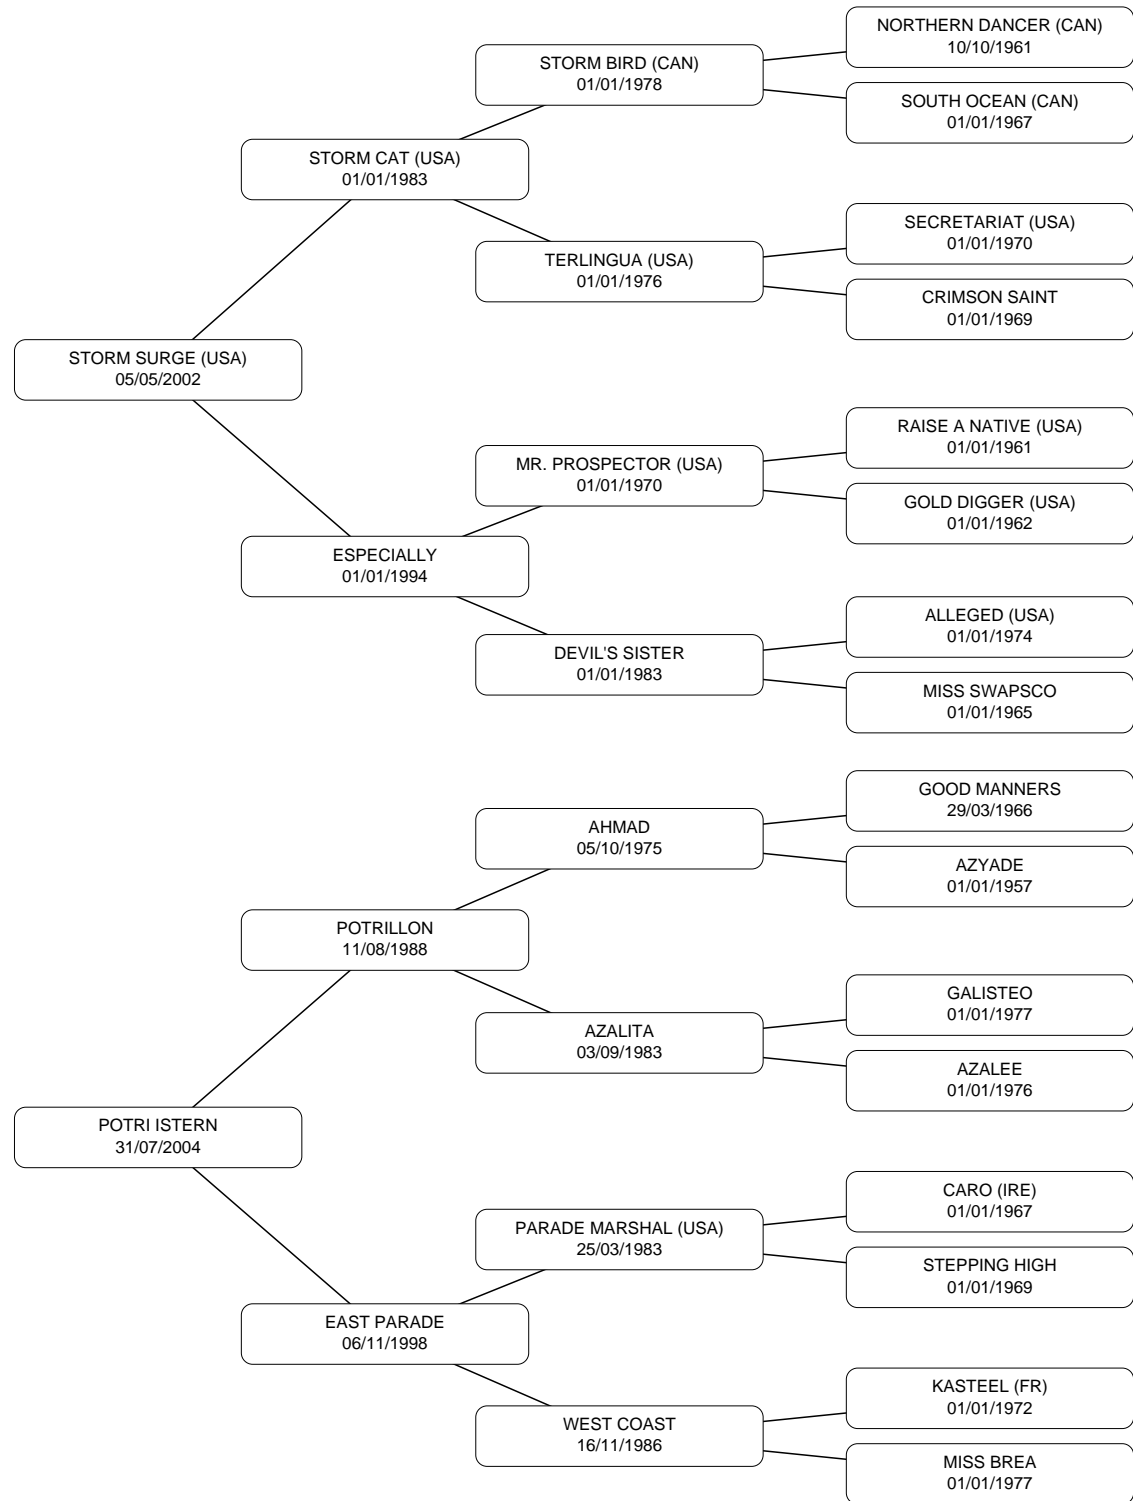 NORTHERN DANCER (CAN)
10/10/1961
STORM BIRD (CAN)
01/01/1978
SOUTH OCEAN (CAN)
01/01/1967
STORM CAT (USA)
01/01/1983
SECRETARIAT (USA)
01/01/1970
TERLINGUA (USA)
01/01/1976
CRIMSON SAINT
01/01/1969
STORM SURGE (USA)
05/05/2002
RAISE A NATIVE (USA)
01/01/1961
MR. PROSPECTOR (USA)
01/01/1970
GOLD DIGGER (USA)
01/01/1962
ESPECIALLY
01/01/1994
ALLEGED (USA)
01/01/1974
DEVIL'S SISTER
01/01/1983
MISS SWAPSCO
01/01/1965
GOOD MANNERS
29/03/1966
AHMAD
05/10/1975
AZYADE
01/01/1957
POTRILLON
11/08/1988
GALISTEO
01/01/1977
AZALITA
03/09/1983
AZALEE
01/01/1976
POTRI ISTERN
31/07/2004
CARO (IRE)
01/01/1967
PARADE MARSHAL (USA)
25/03/1983
STEPPING HIGH
01/01/1969
EAST PARADE
06/11/1998
KASTEEL (FR)
01/01/1972
WEST COAST
16/11/1986
MISS BREA
01/01/1977